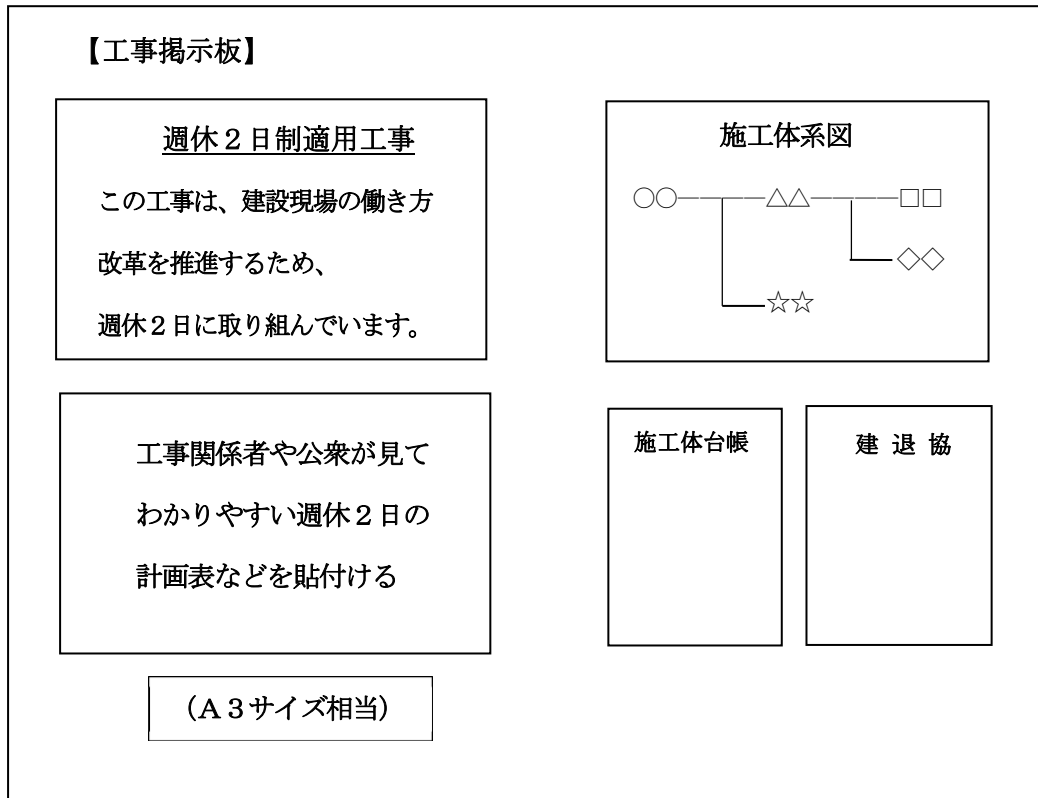 【工事掲示板】
週休２日制適用工事
この工事は、建設現場の働き方
改革を推進するため、
週休２日に取り組んでいます。
施工体系図
○○―――△△―――□□
◇◇
☆☆
工事関係者や公衆が見て
わかりやすい週休２日の
計画表などを貼付ける
（Ａ３サイズ相当）
施工体台帳
建 退 協